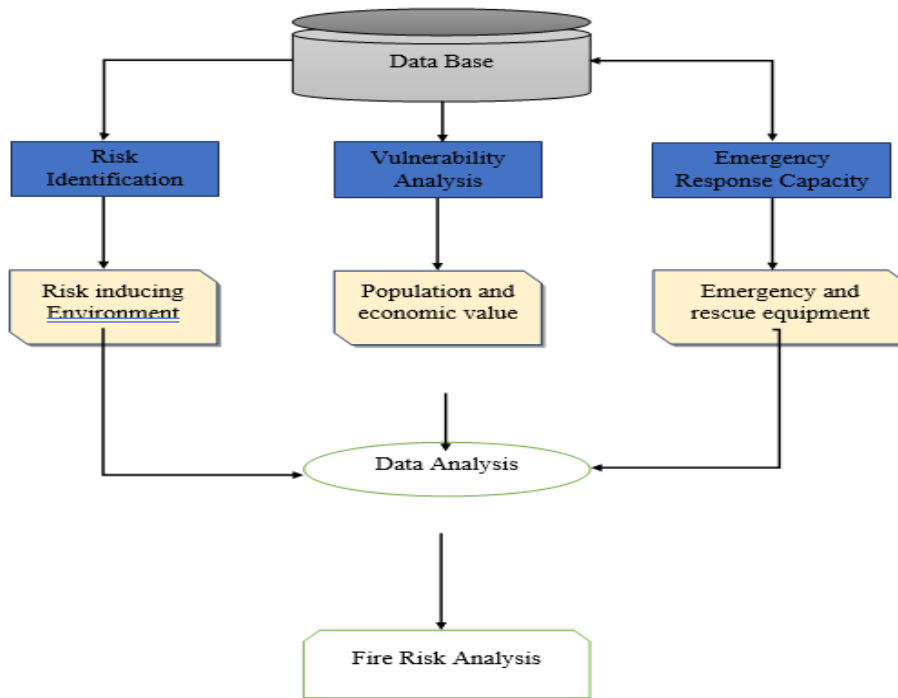 Data Base
Risk
Identification
Vulnerability
Analysis
Emergency
Response Capacity
Risk inducing
Environment
Population and
economic value
Emergency and
rescue equipment
Data Analysis
Fire Risk Analysis